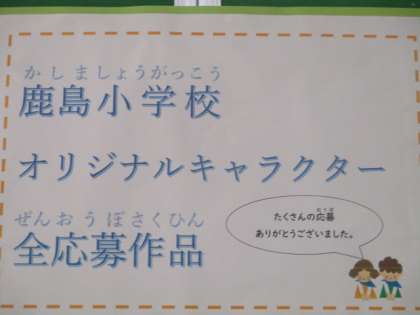 かしましょうがっこう
鹿島小学校
オリジナルキャラクター
ぜんおうぼさくひん
全応募作品
おうぼ
たくさんの応募
ありがとうございました。